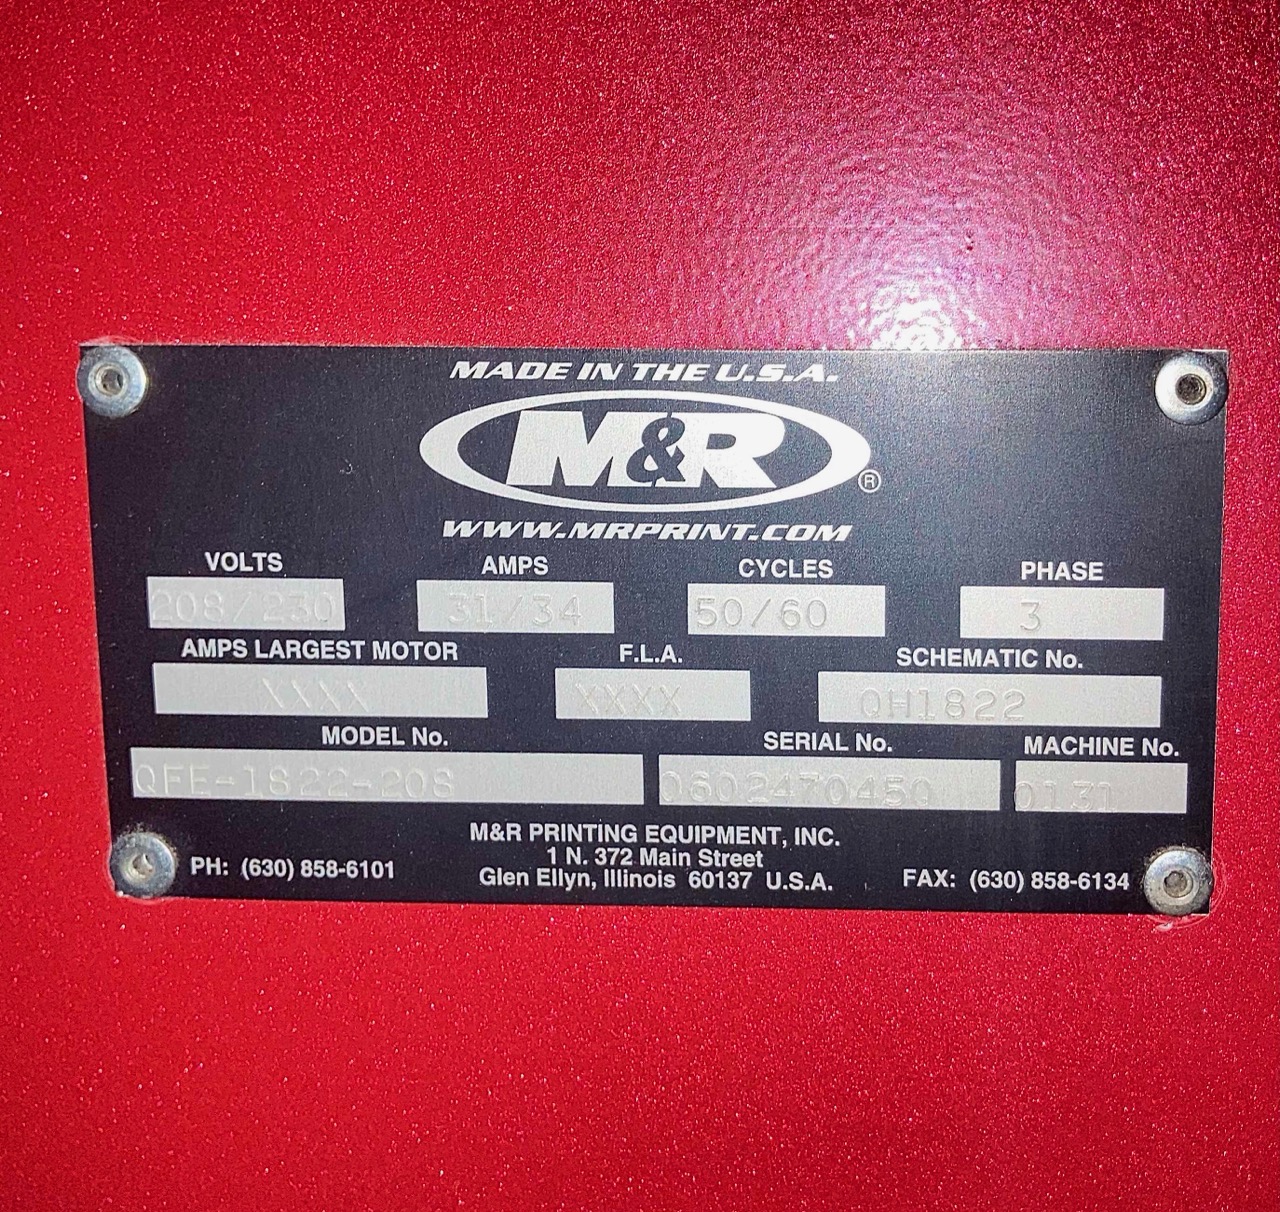 MADE IN THE U.S.A.
M&R ®
WWW.MRPRINT.COM
VOLTS AMPS CYCLES PHASE
208/230 31/34 50/60 3
AMPS LARGEST MOTOR F.L.A. SCHEMATIC No.
XXXX XXXX QH1822
MODEL No. SERIAL No. MACHINE No.
QFE-1822-208 060247045Q 0131
M&R PRINTING EQUIPMENT, INC.
1 N. 372 Main Street
PH: (630) 858-6101 Glen Ellyn, Illinois 60137 U.S.A. FAX: (630) 858-6134